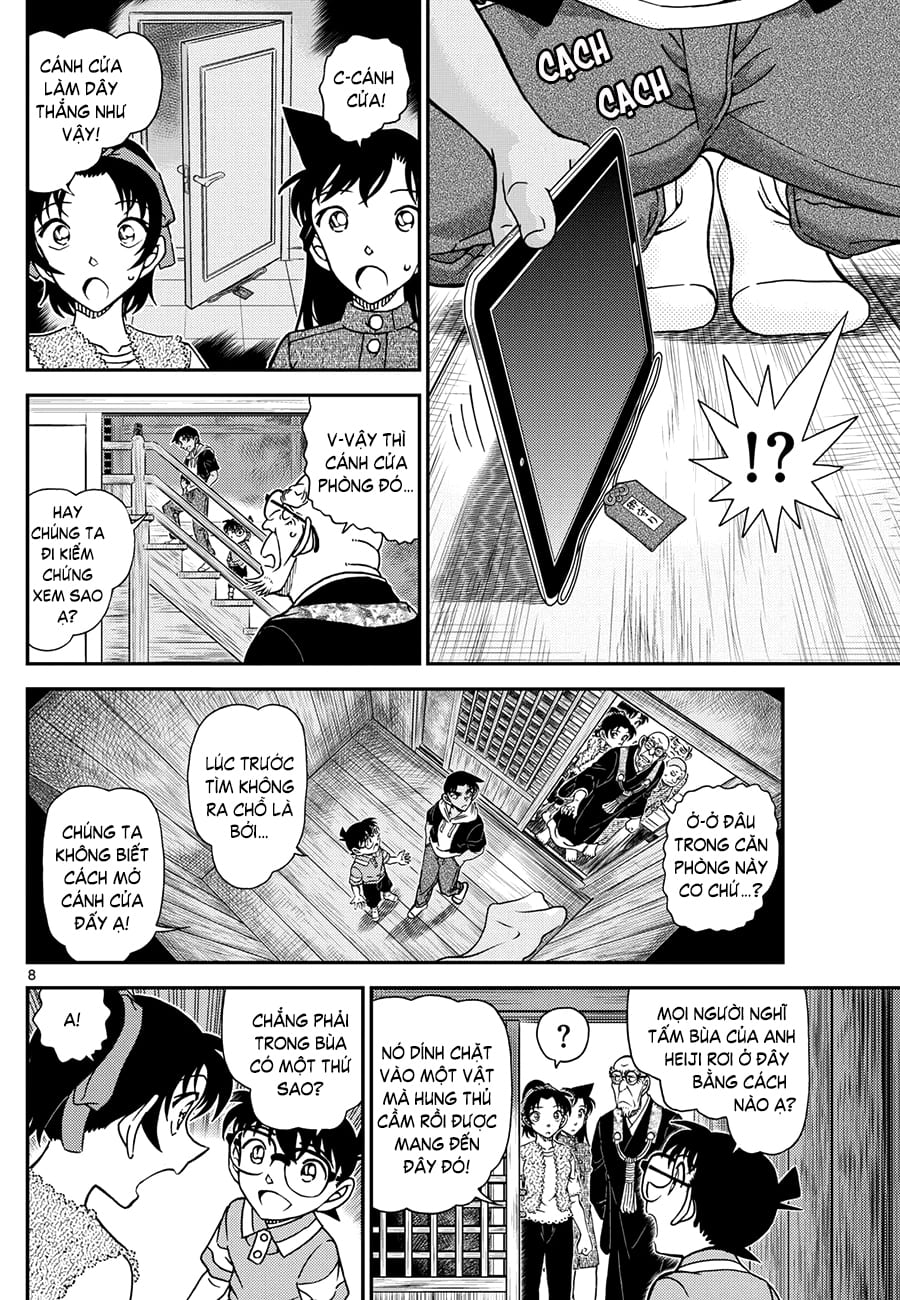 CẠCH
CẠCH
!?
C-CÁNH
CỬA!
CÁNH CỬA
LÀM DÂY
THẲNG NHƯ
VẬY!
V-VẬY THÌ
CÁNH CỬA
PHÒNG ĐÓ...
HAY
CHÚNG TA
ĐI KIỂM
CHỨNG
XEM SAO
Ạ?
Ở-Ở ĐÂU
TRONG CĂN
PHÒNG NÀY
CƠ CHỨ...?
LÚC TRƯỚC
TÌM KHÔNG
RA CHỖ LÀ
BỞI...
CHÚNG TA
KHÔNG BIẾT
CÁCH MỞ
CÁNH CỬA
ĐẤY Ạ!
8
MỌI NGƯỜI NGHĨ
TẤM BÙA CỦA ANH
HEIJI RƠI Ở ĐÂY
BẰNG CÁCH
NÀO Ạ?
?
NÓ DÍNH CHẶT
VÀO MỘT VẬT
MÀ HUNG THỦ
CẦM RỒI ĐƯỢC
MANG ĐẾN
ĐÂY ĐÓ!
CHẲNG PHẢI
TRONG BÙA
CÓ MỘT THỨ
SAO?
A!